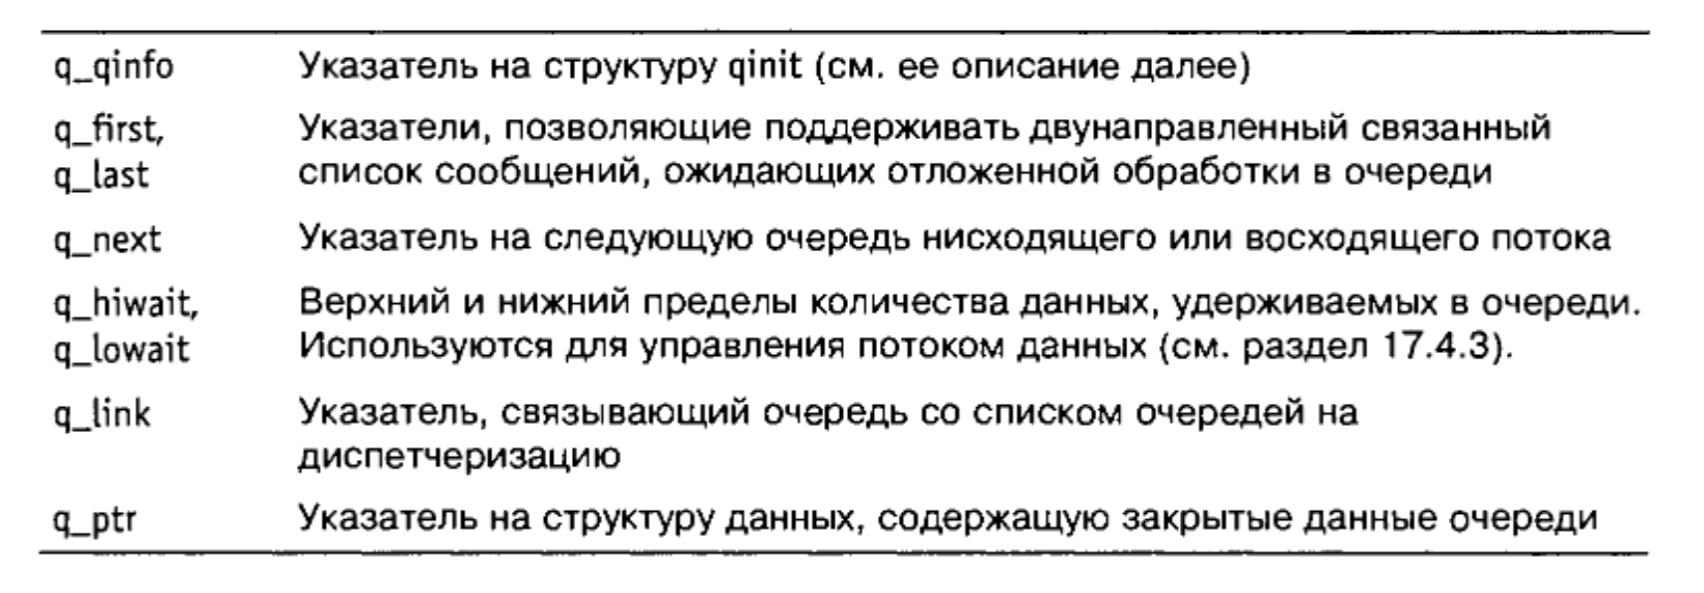 q_qinfo Указатель на структуру qinit (см. ее описание далее)
q_first, Указатели, позволяющие поддерживать двунаправленный связанный
q_last список сообщений, ожидающих отложенной обработки в очереди
q_next Указатель на следующую очередь нисходящего или восходящего потока
q_hiwait, Верхний и нижний пределы количества данных, удерживаемых в очереди.
q_lowait Используются для управления потоком данных (см. раздел 17.4.3).
q_link Указатель, связывающий очередь со списком очередей на
диспетчеризацию
q_ptr Указатель на структуру данных, содержащую закрытые данные очереди